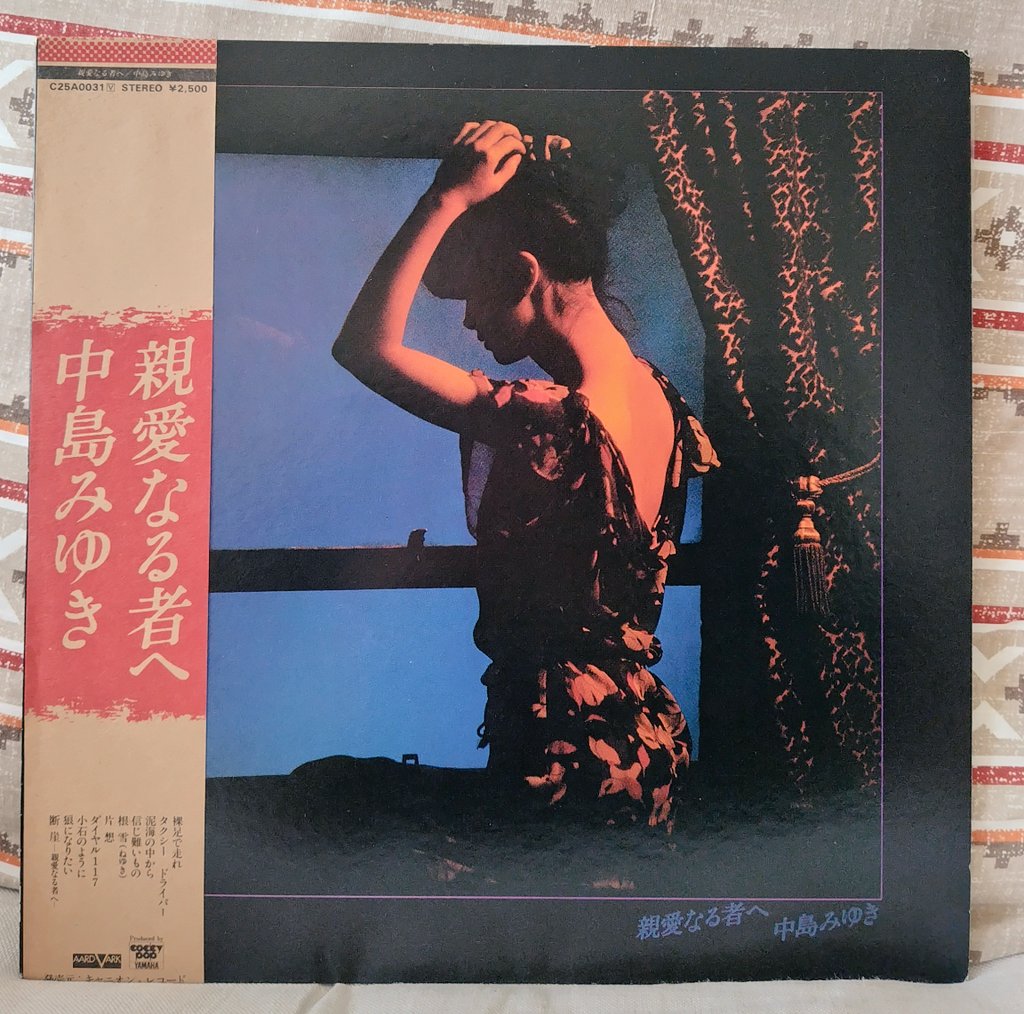 親愛なる者へ／中島みゆき
C25A0031 Ⓥ STEREO ¥2,500
親愛なる者へ
中島みゆき
裸足で走れ
タクシー ドライバー
泥海の中から
信じ難いもの
根雪(ねゆき)
片想
ダイヤル117
小石のように
狼になりたい
断崖 親愛なる者へ
Produced by
COCKY POP
YAMAHA
AARD VARK
発売元:キャニオン・レコード
親愛なる者へ 中島みゆき